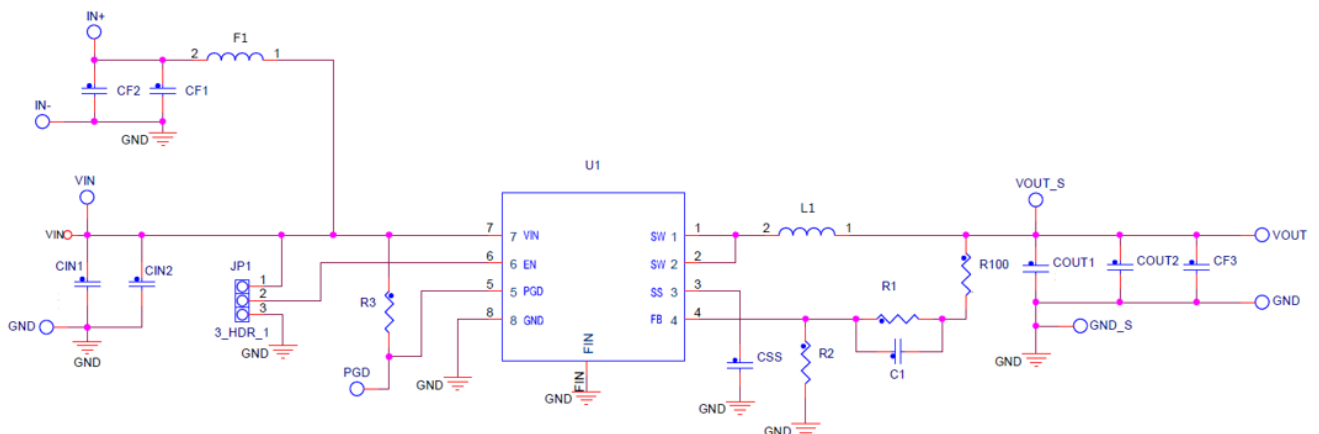 IN+
F1
2 1
CF2 CF1
IN-
GND
U1
VIN
VOUT_S
L1
VIN
7 7 VIN SW 1 1 2 1 VOUT
CIN1 CIN2
JP1
6 6 EN SW 2 2
R100
COUT1 COUT2 CF3
1
2
3
R3
5 5 PGD SS 3 3
R1
GND
8 8 GND FB 4 4
GND
3_HDR_1
GND
GND
FIN
GND_S
PGD
CSS
R2
C1
GND
GND
GND
FIN
GND
GND